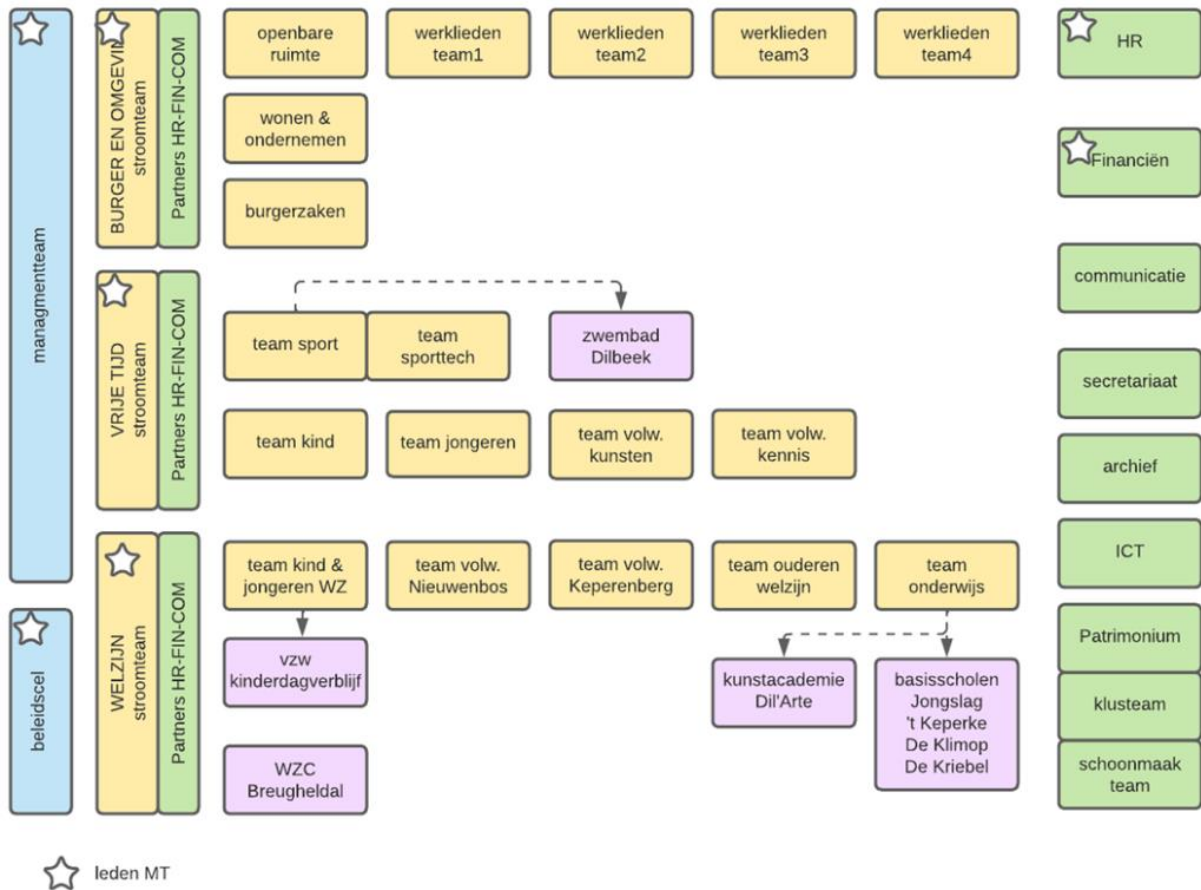 managmentteam
beleidscel
BURGER EN OMGEVIN
stroomteam
Partners HR-FIN-COM
openbare
ruimte
werklieden
team1
werklieden
team2
werklieden
team3
werklieden
team4
wonen &
ondernemen
burgerzaken
VRIJE TIJD
stroomteam
Partners HR-FIN-COM
team sport
team
sporttech
zwembad
Dilbeek
team kind
team jongeren
team volw.
kunsten
team volw.
kennis
WELZIJN
stroomteam
Partners HR-FIN-COM
team kind &
jongeren WZ
team volw.
Nieuwenbos
team volw.
Keperenberg
team ouderen
welzijn
team
onderwijs
vzw
kinderdagverblijf
kunstacademie
Dil'Arte
basisscholen
Jongslag
't Keperke
De Klimop
De Kriebel
WZC
Breugheldal
HR
Financiën
communicatie
secretariaat
archief
ICT
Patrimonium
klusteam
schoonmaak
team
leden MT